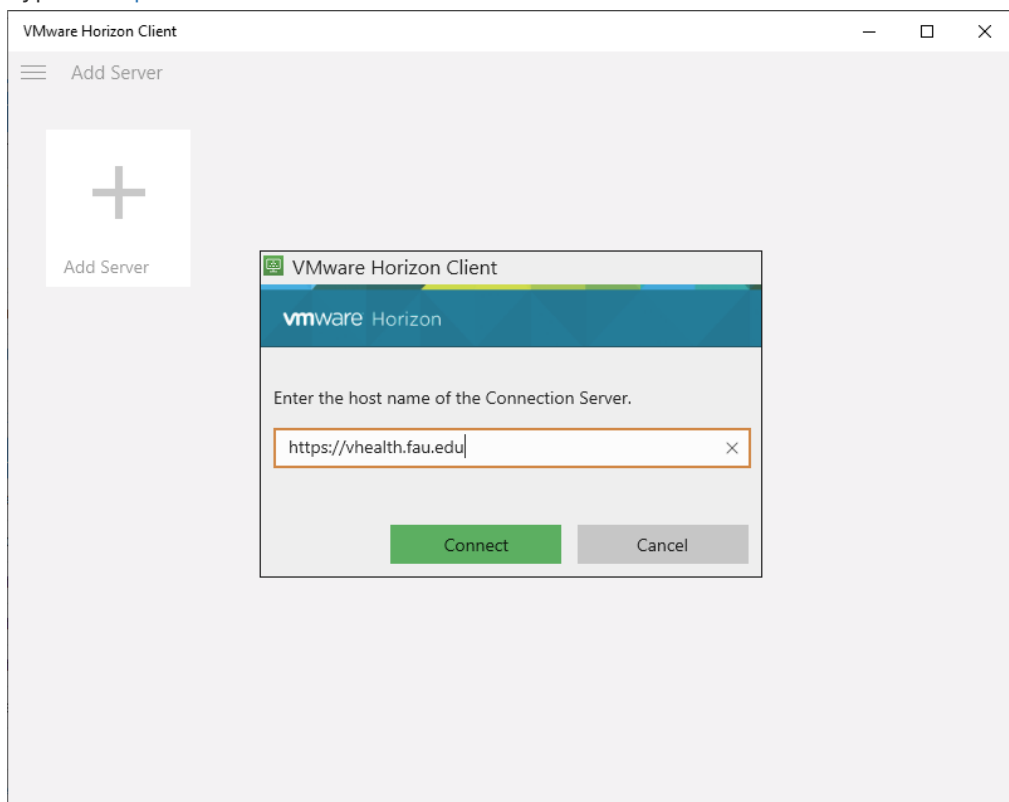 VMware Horizon Client
Add Server
Add Server
VMware Horizon Client
vmware Horizon
Enter the host name of the Connection Server.
https://vhealth.fau.edu
Connect Cancel